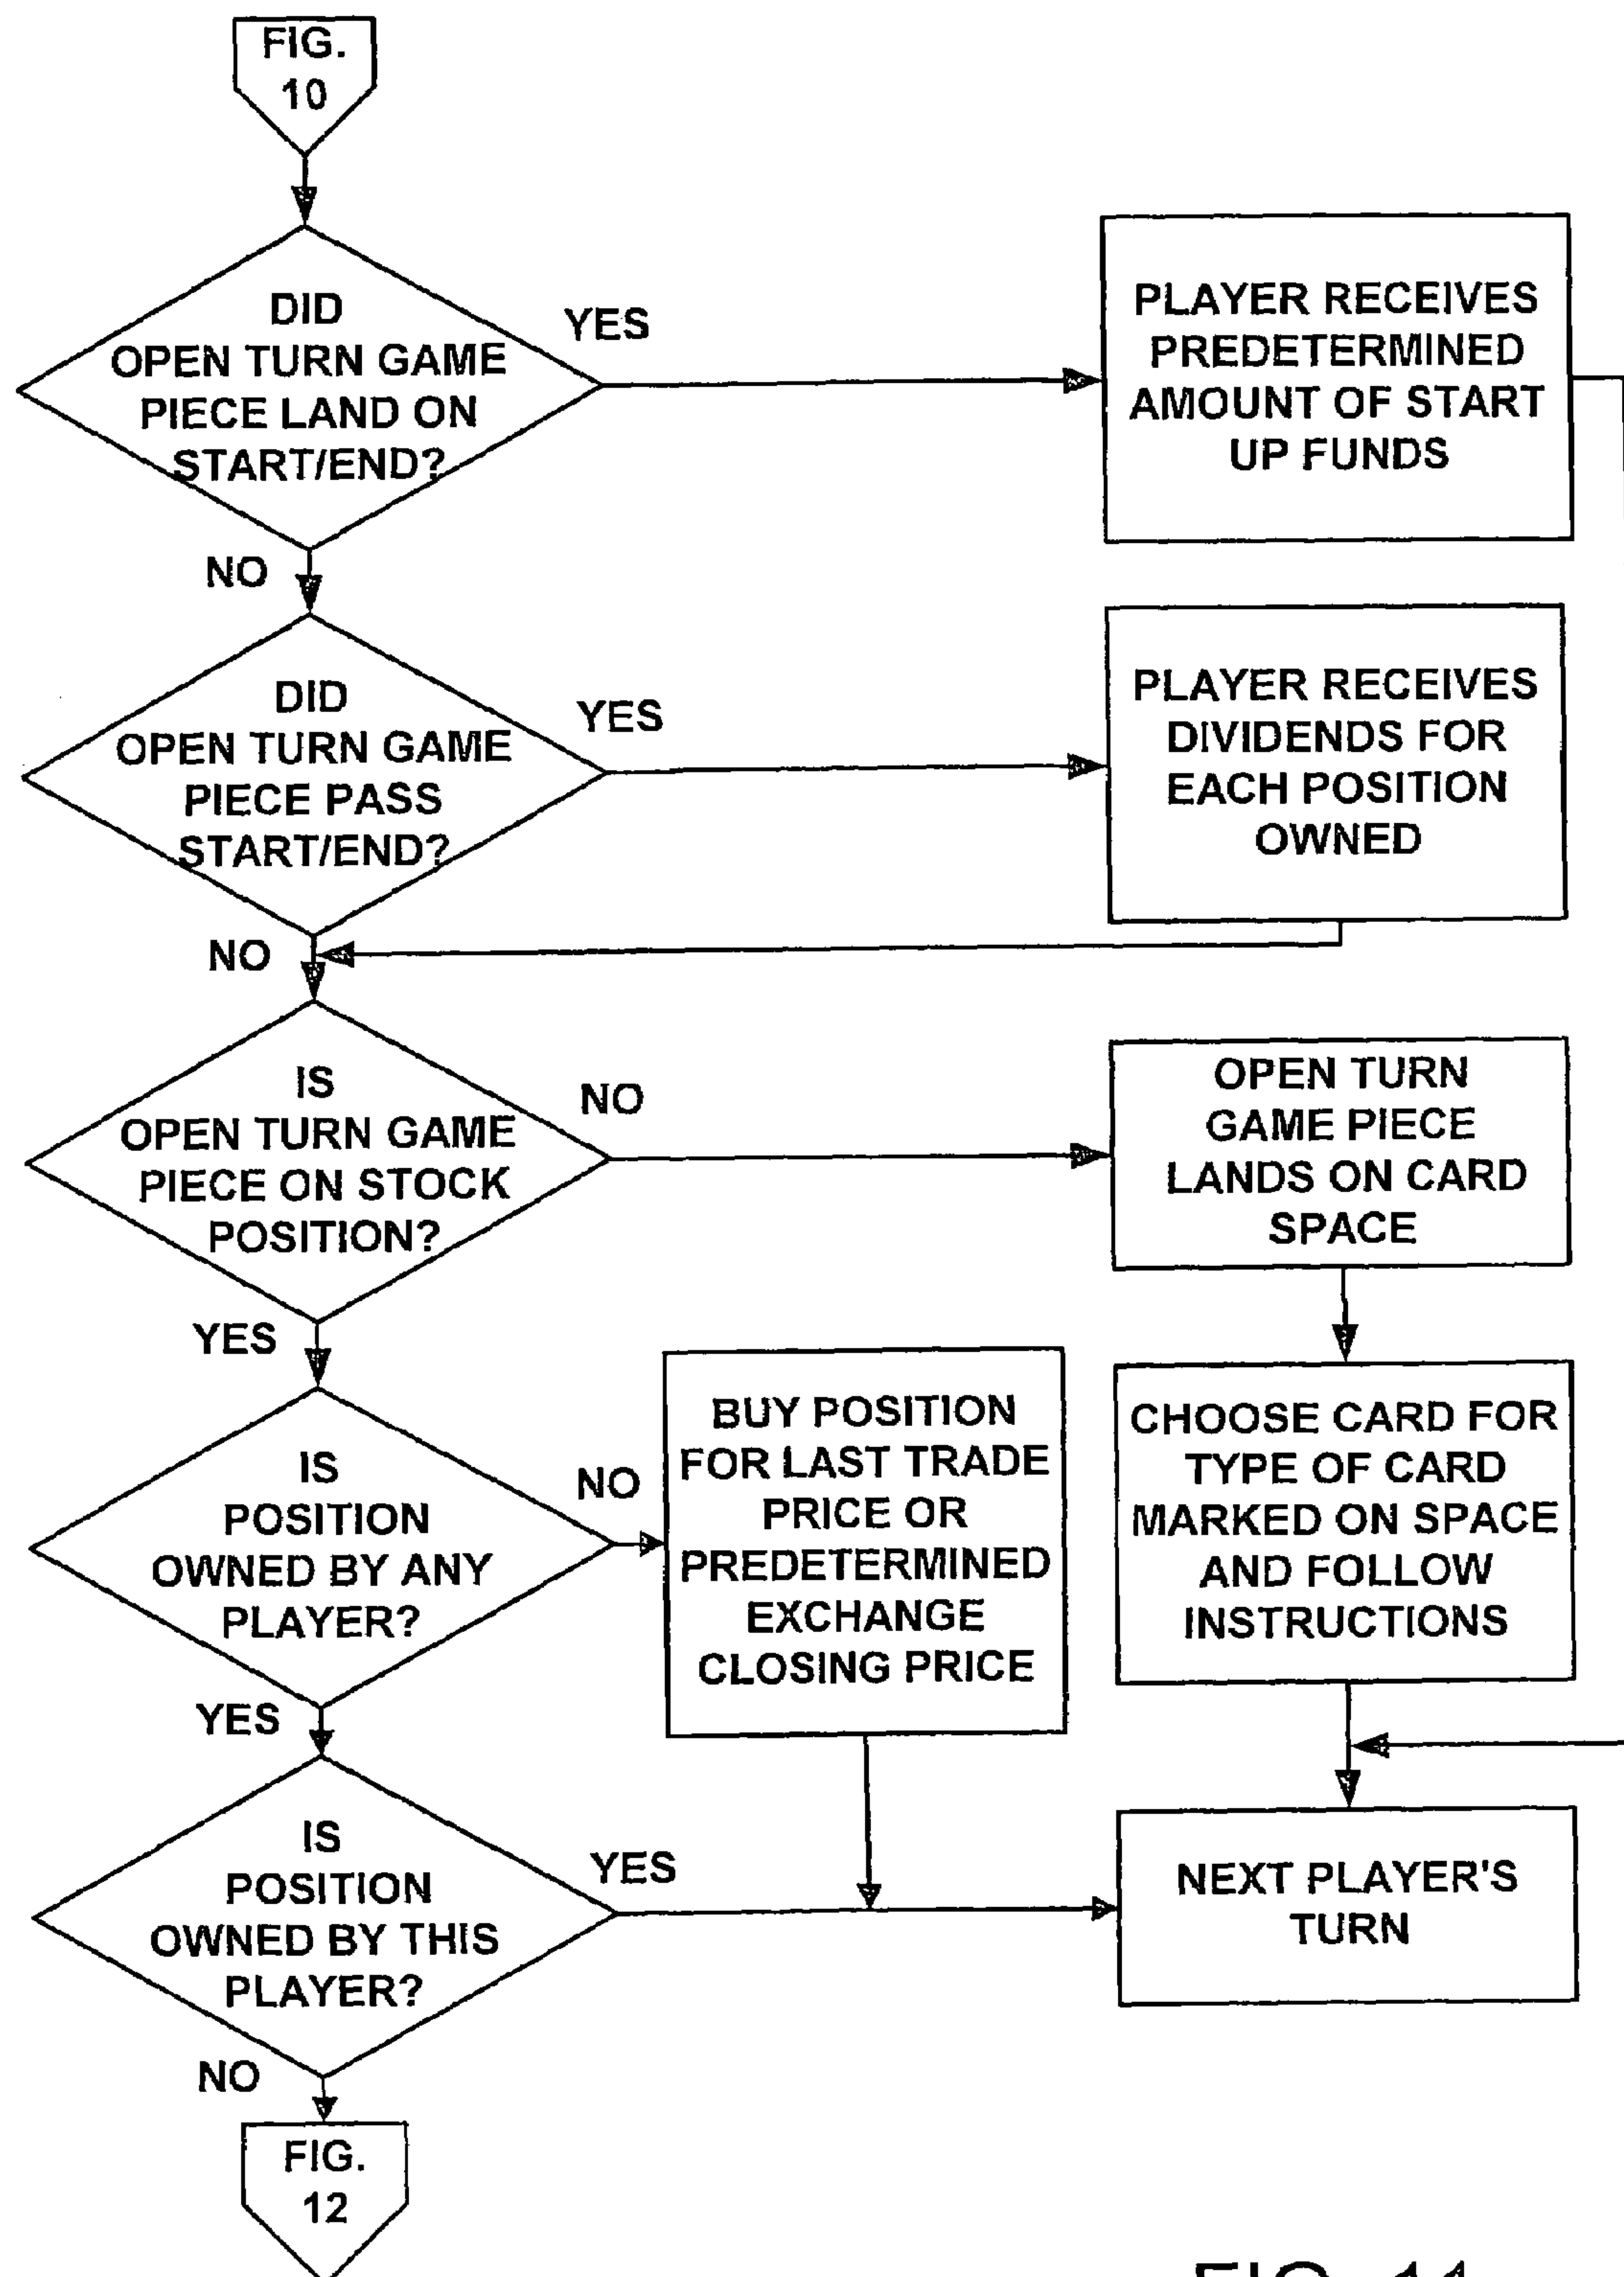 FIG.
10
DID
OPEN TURN GAME
PIECE LAND ON
START/END?
YES
PLAYER RECEIVES
PREDETERMINED
AMOUNT OF START
UP FUNDS
NO
DID
OPEN TURN GAME
PIECE PASS
START/END?
YES
PLAYER RECEIVES
DIVIDENDS FOR
EACH POSITION
OWNED
NO
IS
OPEN TURN GAME
PIECE ON STOCK
POSITION?
NO
OPEN TURN
GAME PIECE
LANDS ON CARD
SPACE
YES
IS
POSITION
OWNED BY ANY
PLAYER?
NO
BUY POSITION
FOR LAST TRADE
PRICE OR
PREDETERMINED
EXCHANGE
CLOSING PRICE
CHOOSE CARD FOR
TYPE OF CARD
MARKED ON SPACE
AND FOLLOW
INSTRUCTIONS
YES
IS
POSITION
OWNED BY THIS
PLAYER?
YES
NEXT PLAYER'S
TURN
NO
FIG.
12
FIG. 11